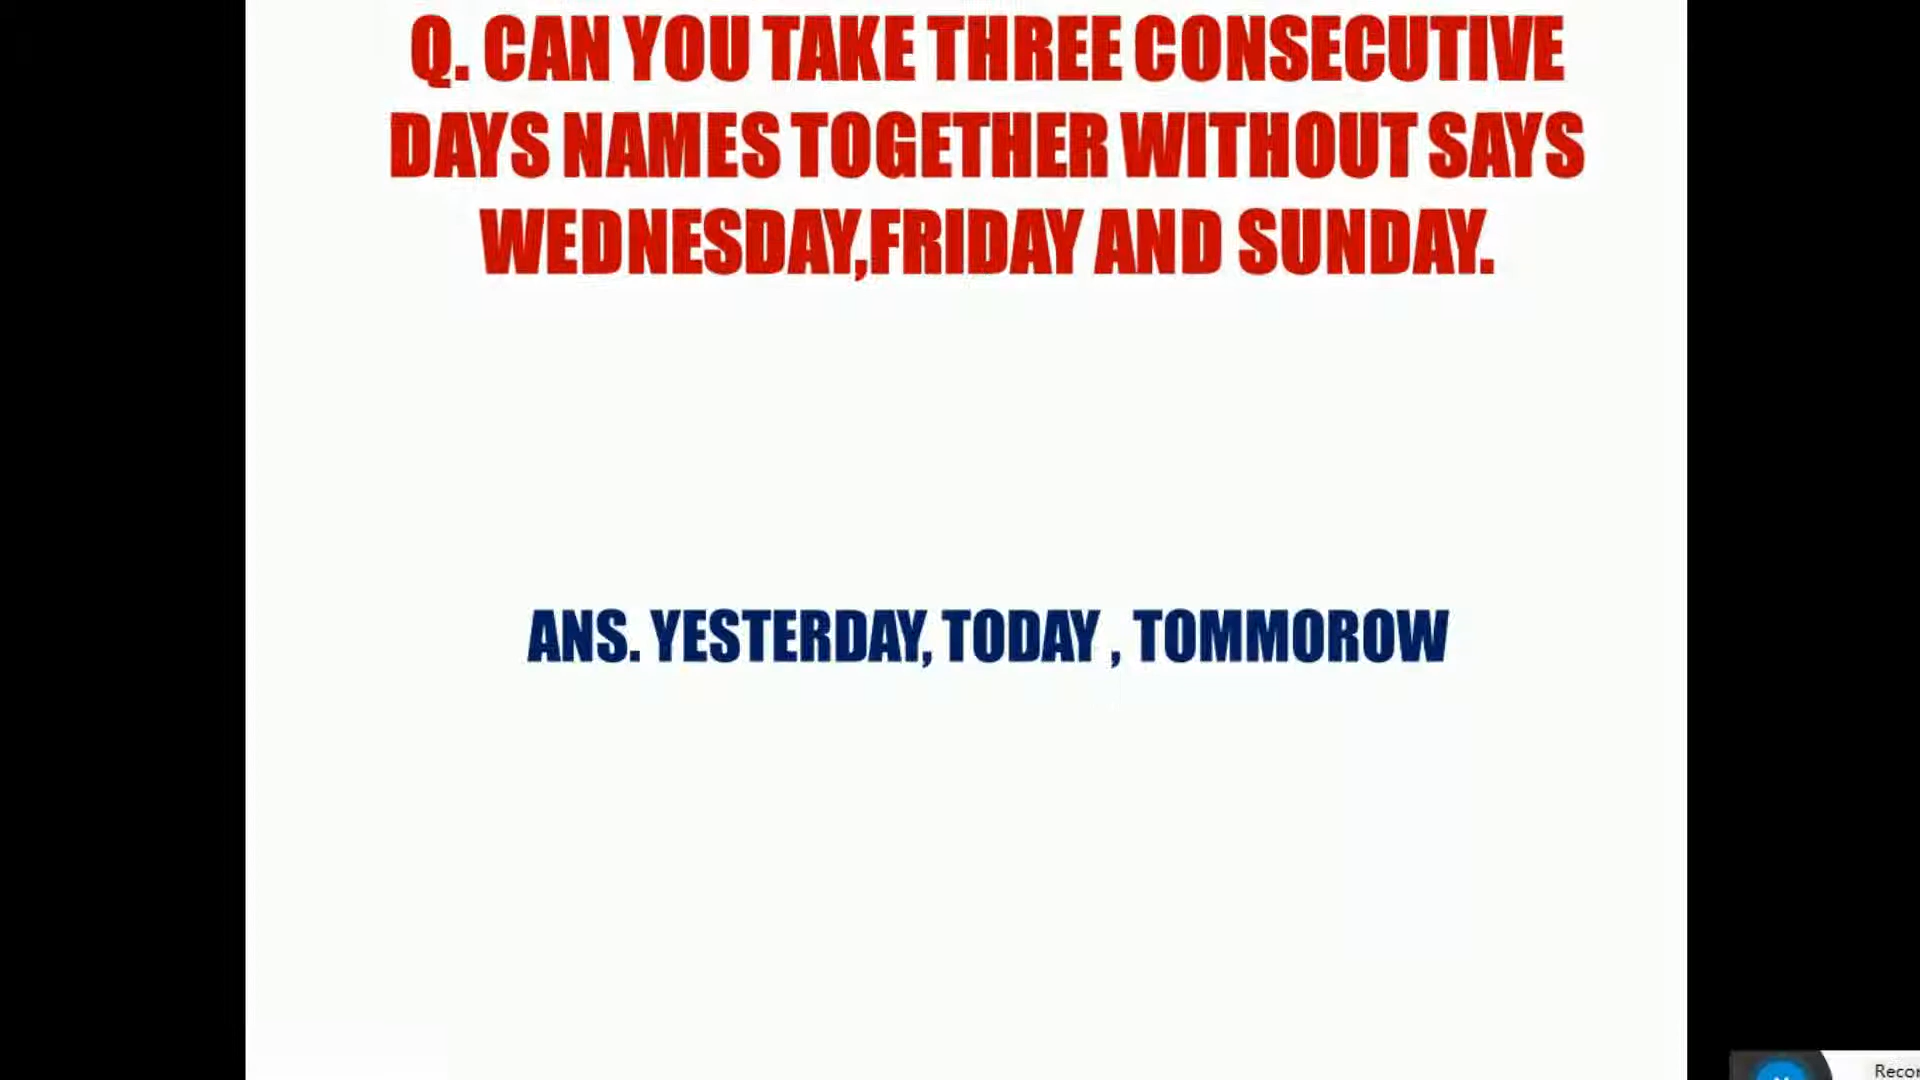 Q. CAN YOU TAKE THREE CONSECUTIVE
DAYS NAMES TOGETHER WITHOUT SAYS
WEDNESDAY,FRIDAY AND SUNDAY.
ANS. YESTERDAY, TODAY , TOMMOROW